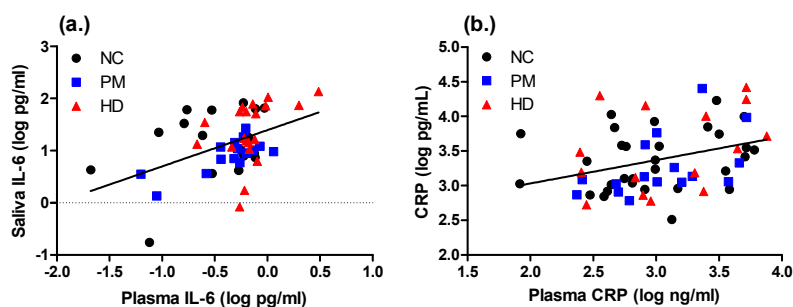 (a.)
Saliva IL-6 (log pg/ml)
3
2
1
0
-1
NC
PM
HD
-2.0 -1.5 -1.0 -0.5 0.0 0.5 1.0
Plasma IL-6 (log pg/ml)
(b.)
CRP (log pg/mL)
5.0
4.5
4.0
3.5
3.0
2.5
2.0
NC
PM
HD
1.5 2.0 2.5 3.0 3.5 4.0
Plasma CRP (log ng/ml)